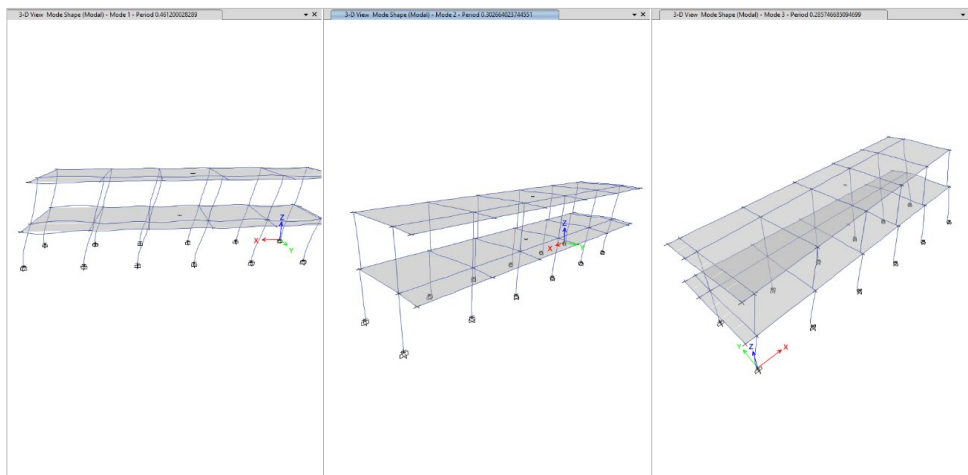 3-D View Mode Shape (Modal) - Mode 1 - Period 0.461200028289
3-D View Mode Shape (Modal) - Mode 2 - Period 0.302664023744551
3-D View Mode Shape (Modal) - Mode 3 - Period 0.285746685094699
Z
X
Y
Z
X
Y
Y
Z
X